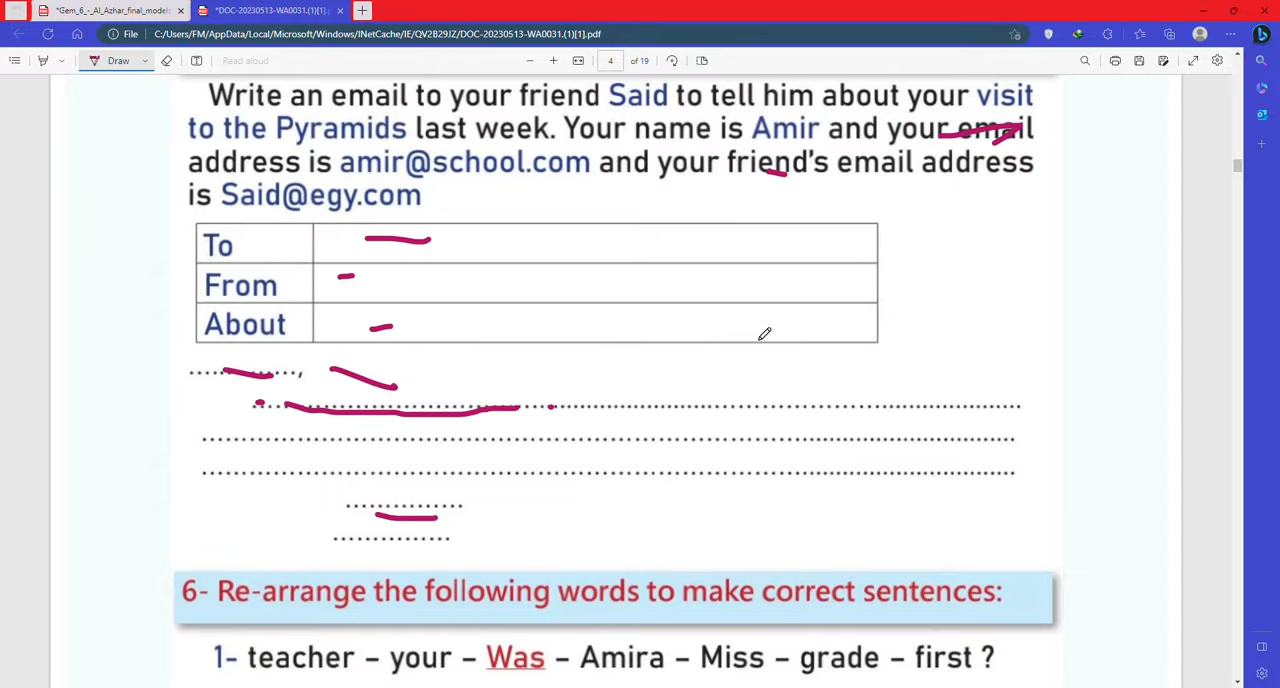 *Gem_6_-_Al_Azhar_final_model
*DOC-20230513-WA0031.(1)[1].p
File
C:/Users/FM/AppData/Local/Microsoft/Windows/INetCache/IE/QV2B29JZ/DOC-20230513-WA0031.(1)[1].pdf
Draw
Read aloud
4 of 19
Write an email to your friend Said to tell him about your visit
to the Pyramids last week. Your name is Amir and your email
address is amir@school.com and your friend's email address
is Said@egy.com
To
From
About
6- Re-arrange the following words to make correct sentences:
1- teacher – your – Was – Amira – Miss – grade – first ?